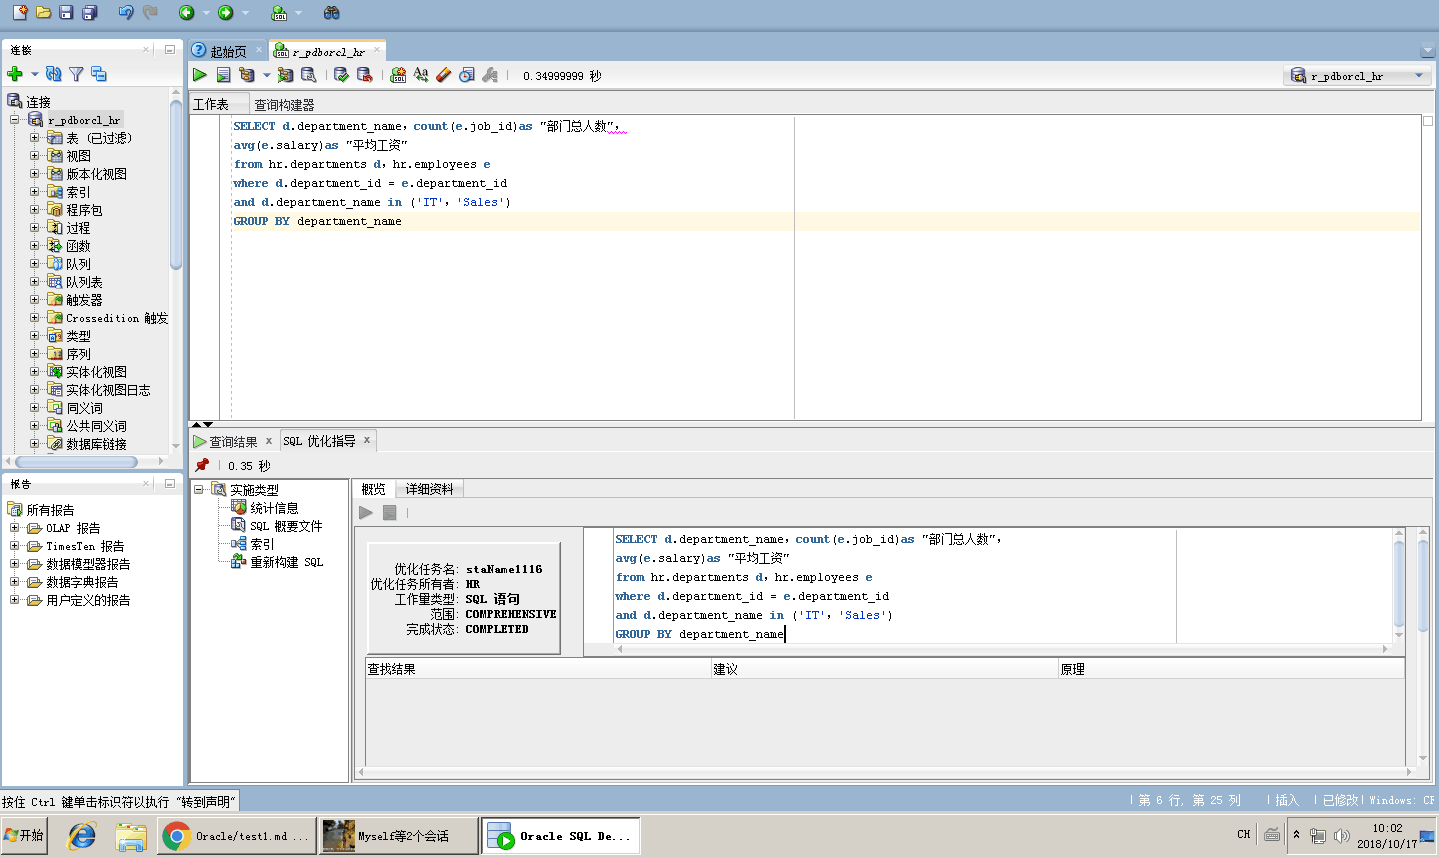 连接
起始页
r_pdborcl_hr
0.34999999 秒
r_pdborcl_hr
工作表
查询构建器
连接
r_pdborcl_hr
表 (已过滤)
视图
版本化视图
索引
程序包
过程
函数
队列
队列表
触发器
Crossedition 触发
类型
序列
实体化视图
实体化视图日志
同义词
公共同义词
数据库链接
SELECT d.department_name，count(e.job_id)as "部门总人数"，
avg(e.salary)as "平均工资"
from hr.departments d，hr.employees e
where d.department_id = e.department_id
and d.department_name in ('IT'，'Sales')
GROUP BY department_name
报告
所有报告
OLAP 报告
TimesTen 报告
数据模型器报告
数据字典报告
用户定义的报告
查询结果
SQL 优化指导
0.35 秒
实施类型
统计信息
SQL 概要文件
索引
重新构建 SQL
概览
详细资料
优化任务名: staName1116
优化任务所有者: HR
工作量类型: SQL 语句
范围: COMPREHENSIVE
完成状态: COMPLETED
SELECT d.department_name，count(e.job_id)as "部门总人数"，
avg(e.salary)as "平均工资"
from hr.departments d，hr.employees e
where d.department_id = e.department_id
and d.department_name in ('IT'，'Sales')
GROUP BY department_name
查找结果
建议
原理
按住 Ctrl 键单击标识符以执行 "转到声明"
第 6 行, 第 25 列
插入
已修改
Windows: CF
开始
Oracle/test1.md ...
Myself等2个会话
Oracle SQL De...
CH
10:02
2018/10/17